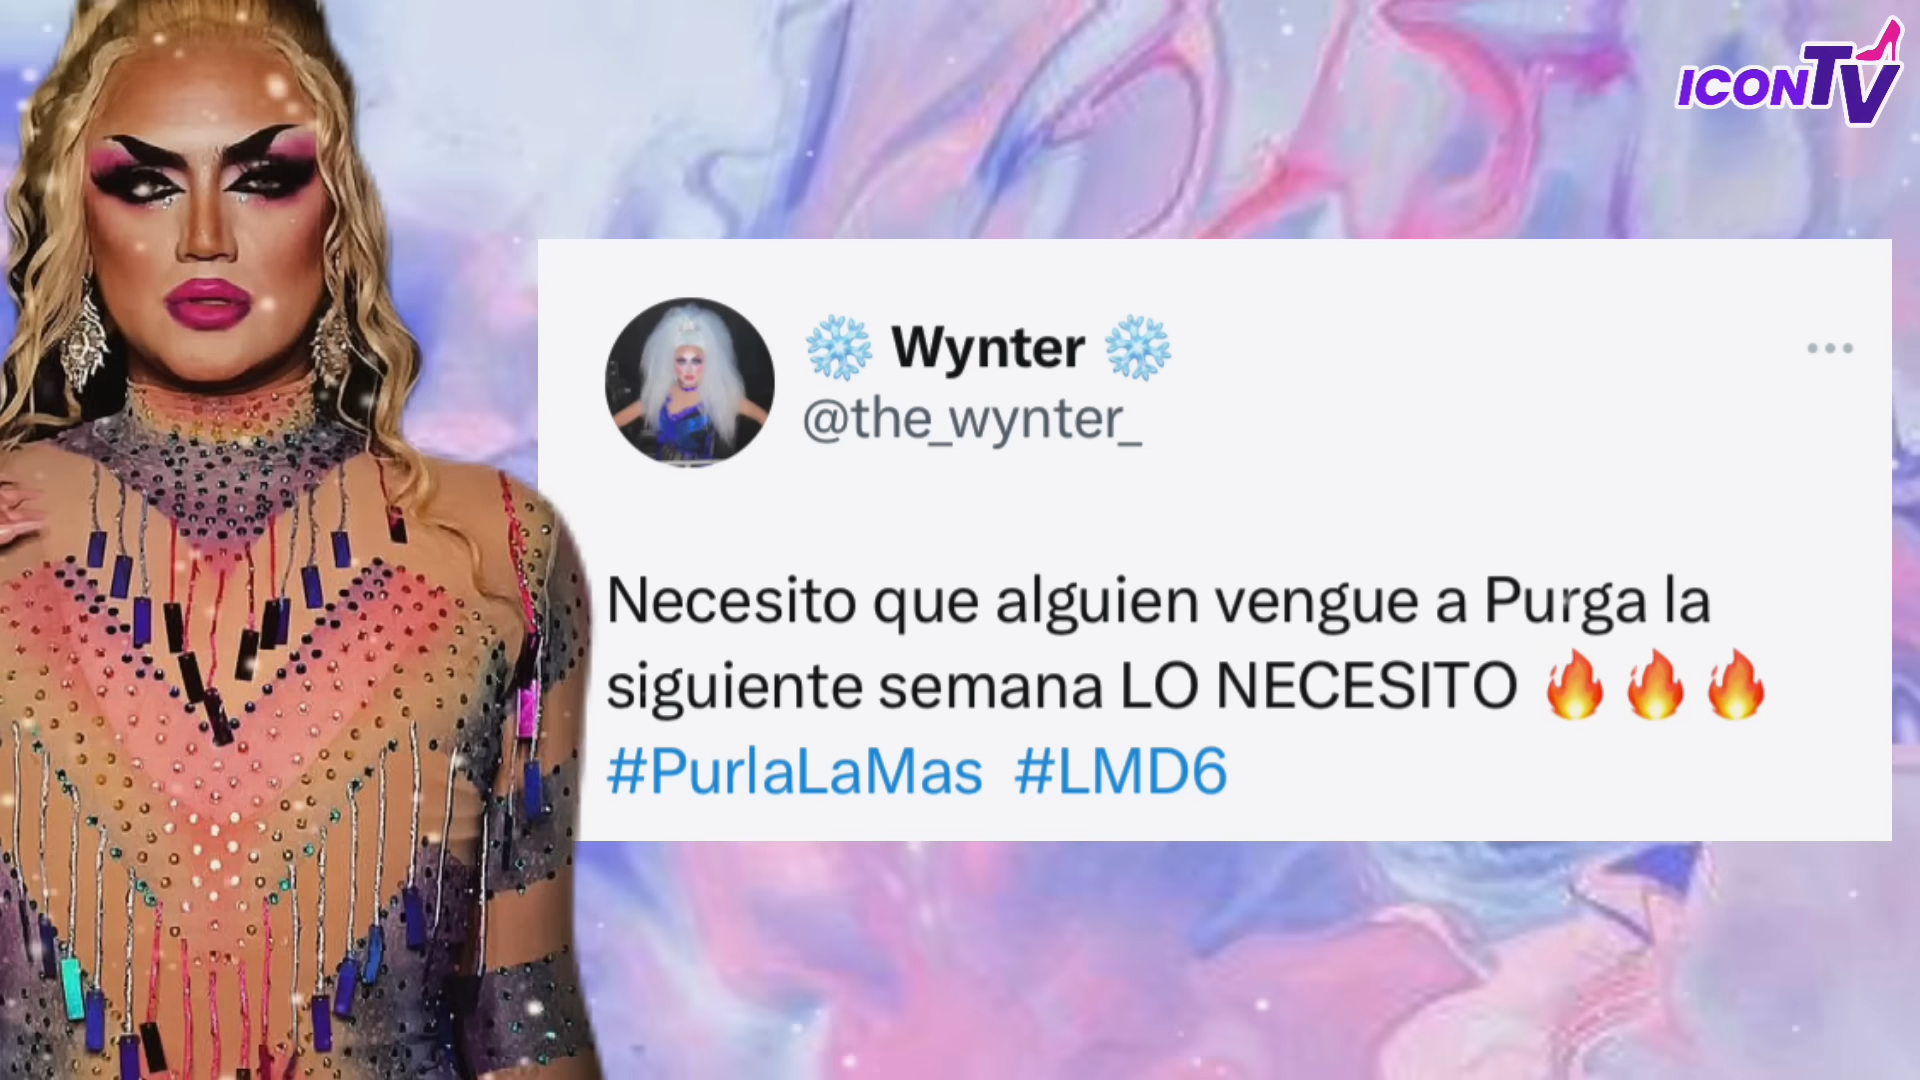 ICONTV
❄️ Wynter ❄️
@the_wynter_
Necesito que alguien vengue a Purga la
siguiente semana LO NECESITO 🔥🔥🔥
#PurlaLaMas #LMD6